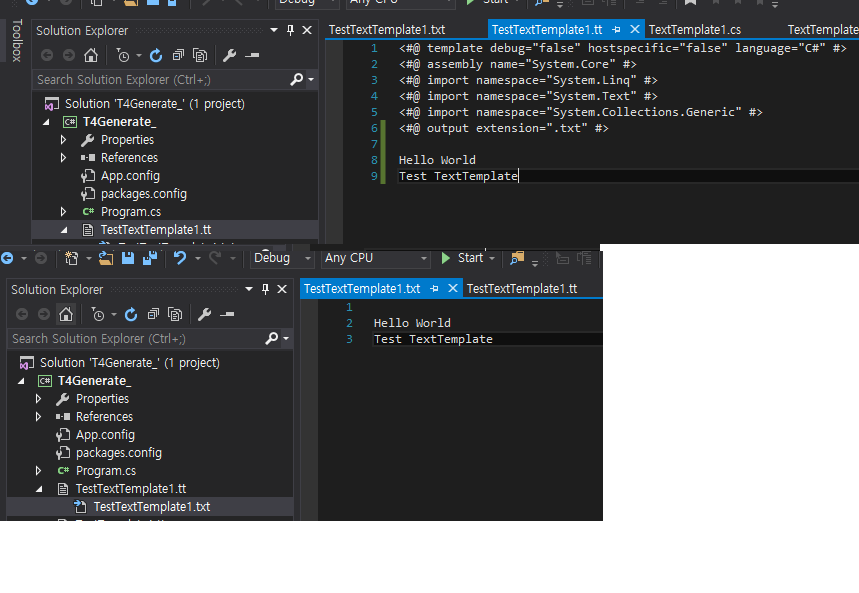 Debug
Any CPU
Start
Toolbox
Solution Explorer
Search Solution Explorer (Ctrl+;)
Solution 'T4Generate_' (1 project)
C# T4Generate_
Properties
References
App.config
packages.config
C# Program.cs
TestTextTemplate1.tt
TestTextTemplate1.txt TestTextTemplate1.tt TextTemplate1.cs TextTemplate
1 <#@ template debug="false" hostspecific="false" language="C#" #>
2 <#@ assembly name="System.Core" #>
3 <#@ import namespace="System.Linq" #>
4 <#@ import namespace="System.Text" #>
5 <#@ import namespace="System.Collections.Generic" #>
6 <#@ output extension=".txt" #>
7
8 Hello World
9 Test TextTemplate
Debug Any CPU Start
Solution Explorer
Search Solution Explorer (Ctrl+;)
Solution 'T4Generate_' (1 project)
C# T4Generate_
Properties
References
App.config
packages.config
C# Program.cs
TestTextTemplate1.tt
TestTextTemplate1.txt
TestTextTemplate1.txt TestTextTemplate1.tt
1
2 Hello World
3 Test TextTemplate